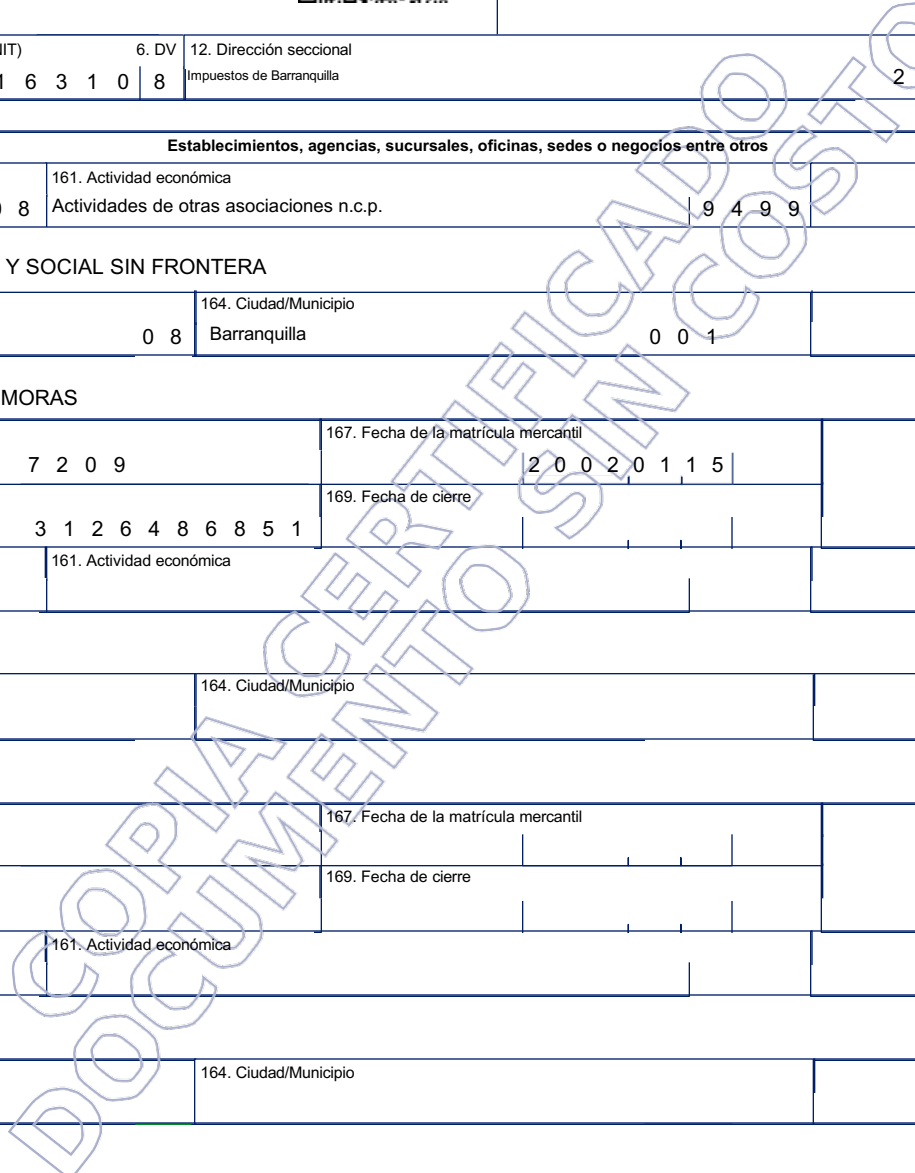 6. DV 12. Dirección seccional
6 3 1 0 8 Impuestos de Barranquilla 2
Establecimientos, agencias, sucursales, oficinas, sedes o negocios entre otros
161. Actividad económica
8 Actividades de otras asociaciones n.c.p. 9 4 9 9
Y SOCIAL SIN FRONTERA
164. Ciudad/Municipio
0 8 Barranquilla 0 0 1
MORAS
167. Fecha de la matrícula mercantil
7 2 0 9 2 0 0 2 0 1 1 5
169. Fecha de cierre
3 1 2 6 4 8 6 8 5 1
161. Actividad económica
164. Ciudad/Municipio
167. Fecha de la matrícula mercantil
169. Fecha de cierre
161. Actividad económica
164. Ciudad/Municipio
COPIA CERTIFICADO
DOCUMENTO SIN COSTO